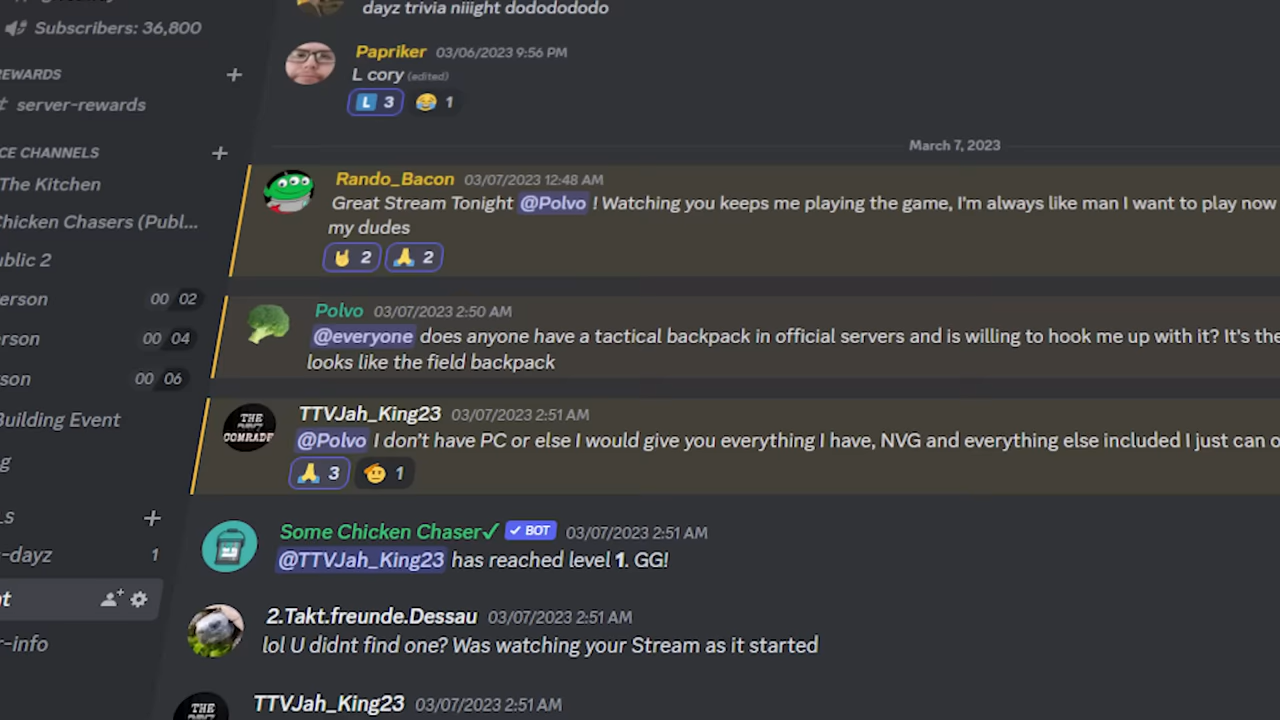 Subscribers: 36,800
EWARDS
server-rewards
CE CHANNELS
The Kitchen
Chicken Chasers (Publ...
ublic 2
erson 00 02
erson 00 04
son 00 06
Building Event
g
LS
-dayz 1
nt
r-info
dayz trivia niiight dodododododo
Papriker 03/06/2023 9:56 PM
L cory (edited)
L 3 😂 1
March 7, 2023
Rando_Bacon 03/07/2023 12:48 AM
Great Stream Tonight @Polvo ! Watching you keeps me playing the game, I'm always like man I want to play now
my dudes
🤘 2 🙏 2
Polvo 03/07/2023 2:50 AM
@everyone does anyone have a tactical backpack in official servers and is willing to hook me up with it? It's the
looks like the field backpack
THE
COMRADE
TTVJah_King23 03/07/2023 2:51 AM
@Polvo I don't have PC or else I would give you everything I have, NVG and everything else included I just can o
🙏 3 🫡 1
Some Chicken Chaser✓ ✓ BOT 03/07/2023 2:51 AM
@TTVJah_King23 has reached level 1. GG!
2.Takt.freunde.Dessau 03/07/2023 2:51 AM
lol U didnt find one? Was watching your Stream as it started
THE
TTVJah_King23 03/07/2023 2:51 AM